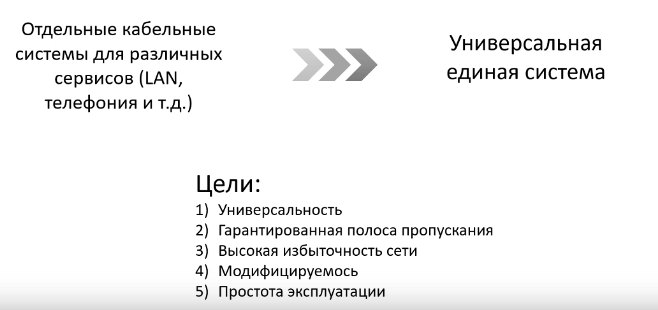 Отдельные кабельные
системы для различных
сервисов (LAN,
телефония и т.д.)
Универсальная
единая система
Цели:
1) Универсальность
2) Гарантированная полоса пропускания
3) Высокая избыточность сети
4) Модифицируемось
5) Простота эксплуатации